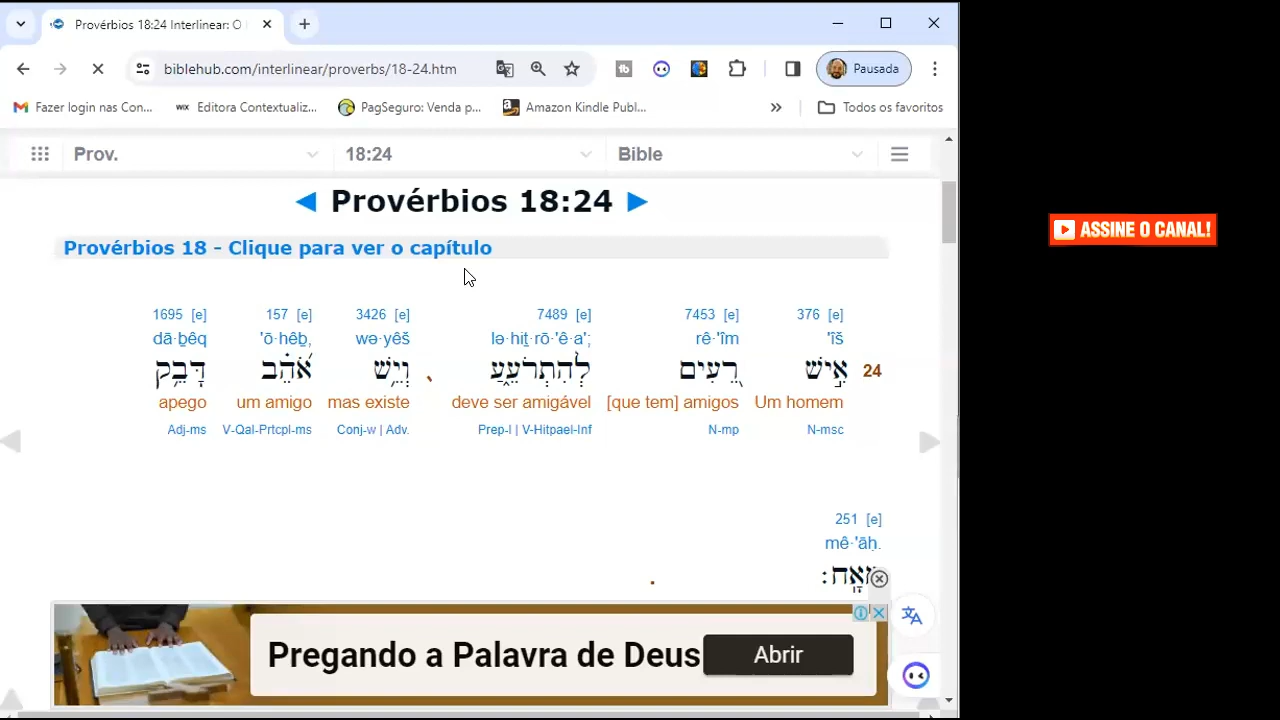 Provérbios 18:24 Interlinear: O
biblehub.com/interlinear/proverbs/18-24.htm
Pausada
Fazer login nas Con...
Editora Contextualiz...
PagSeguro: Venda p...
Amazon Kindle Publ...
Todos os favoritos
Prov.
18:24
Bible
Provérbios 18:24
Provérbios 18 - Clique para ver o capítulo
ASSINE O CANAL!
1695 [e] 157 [e] 3426 [e] 7489 [e] 7453 [e] 376 [e]
dā·ḇêq 'ō·hêḇ, wə·yêš lə·hiṯ·rō·'ê·a'; rê·'îm 'îš
24 אִ֣ישׁ רֵ֭עִים לְהִתְרֹעֵ֑עַ וְיֵ֥שׁ אֹ֝הֵ֗ב דָּבֵ֥ק
apego um amigo mas existe deve ser amigável [que tem] amigos Um homem
Adj-ms V-Qal-Prtcpl-ms Conj-w | Adv. Prep-l | V-Hitpael-Inf N-mp N-msc
251 [e]
mê·'āḥ.
מֵאָֽח׃
.
Pregando a Palavra de Deus
Abrir